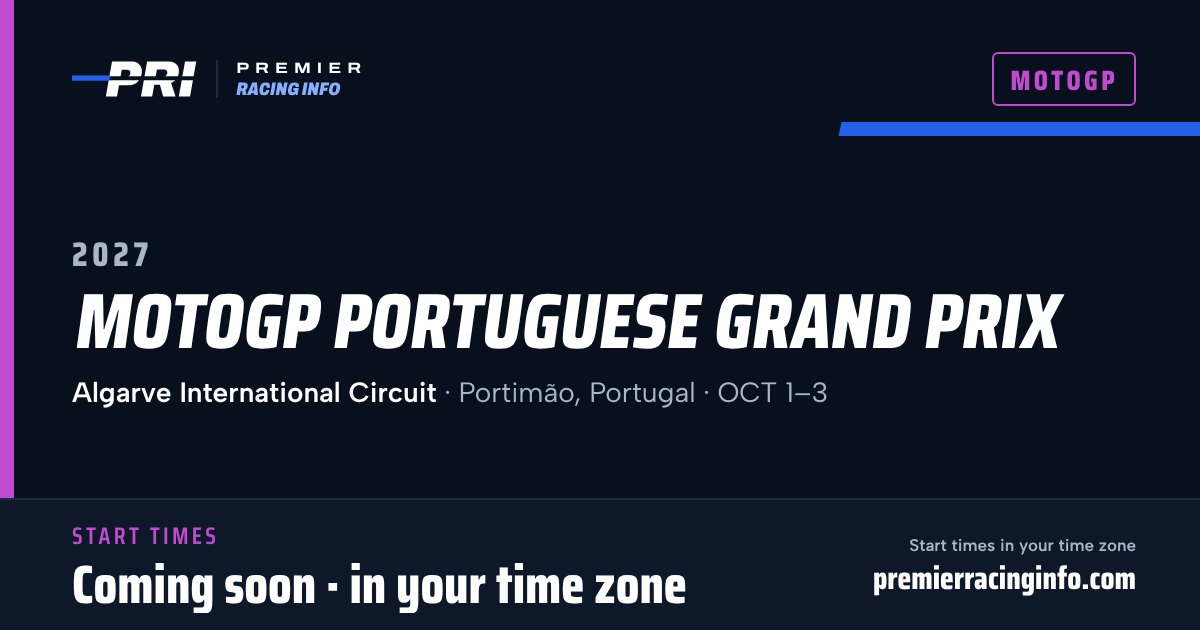 PRI
PREMIER
RACING INFO
MOTOGP
2027
MOTOGP PORTUGUESE GRAND PRIX
Algarve International Circuit · Portimão, Portugal · OCT 1–3
START TIMES
Coming soon · in your time zone
Start times in your time zone
premierracinginfo.com